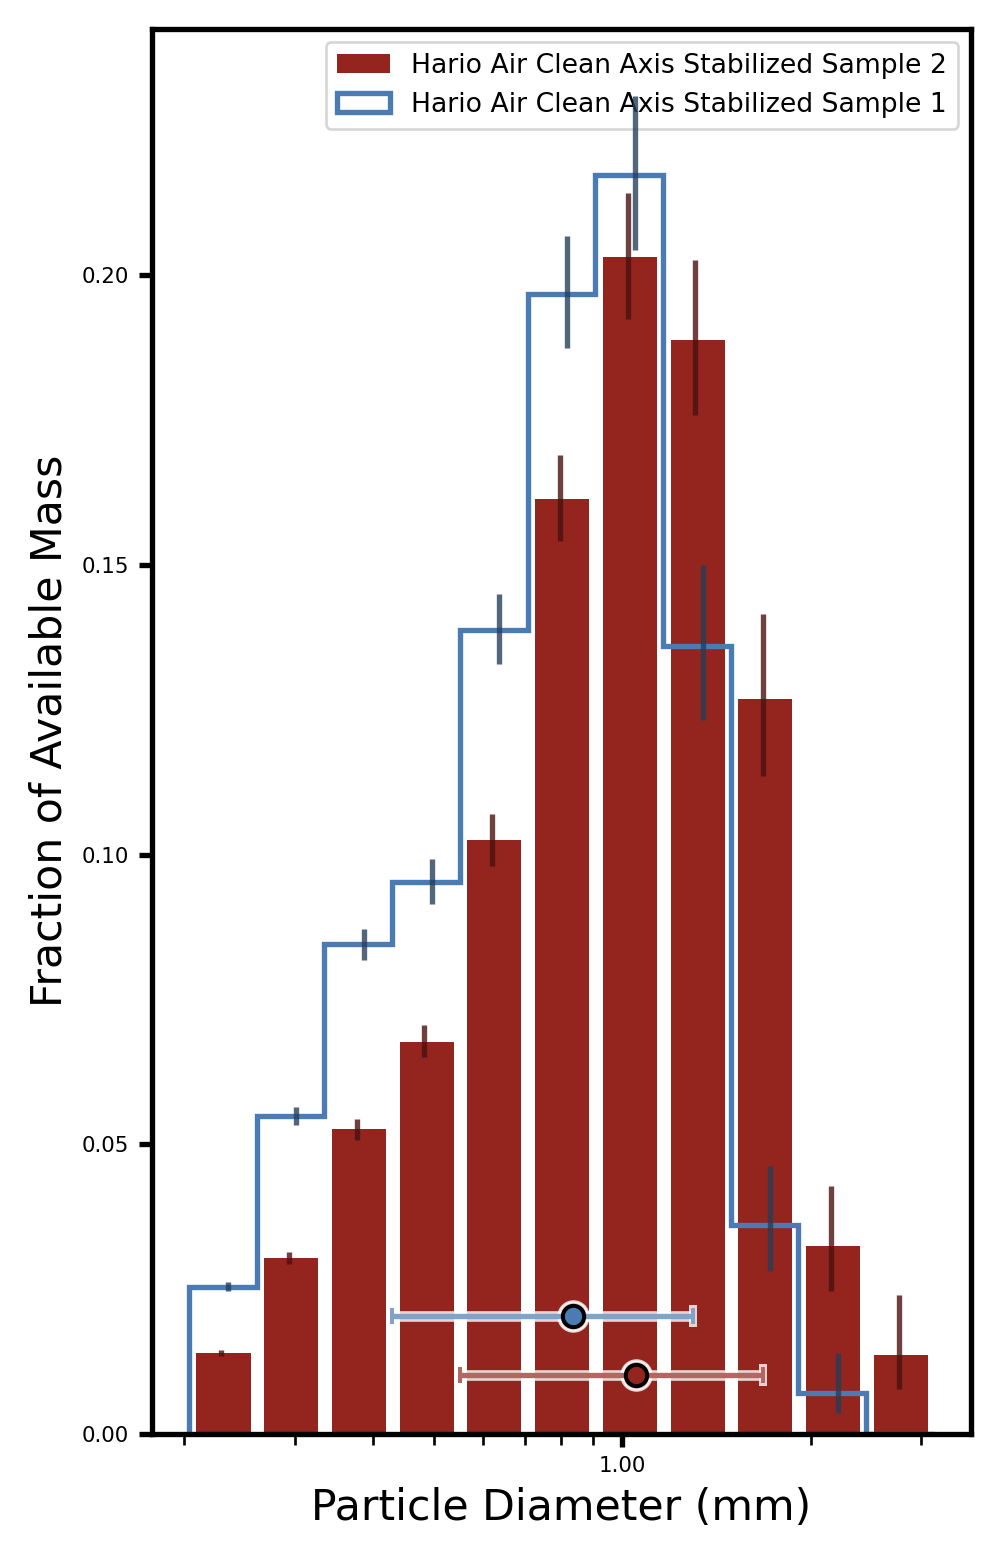 Hario Air Clean Axis Stabilized Sample 2
Hario Air Clean Axis Stabilized Sample 1
Fraction of Available Mass
0.20
0.15
0.10
0.05
0.00
1.00
Particle Diameter (mm)